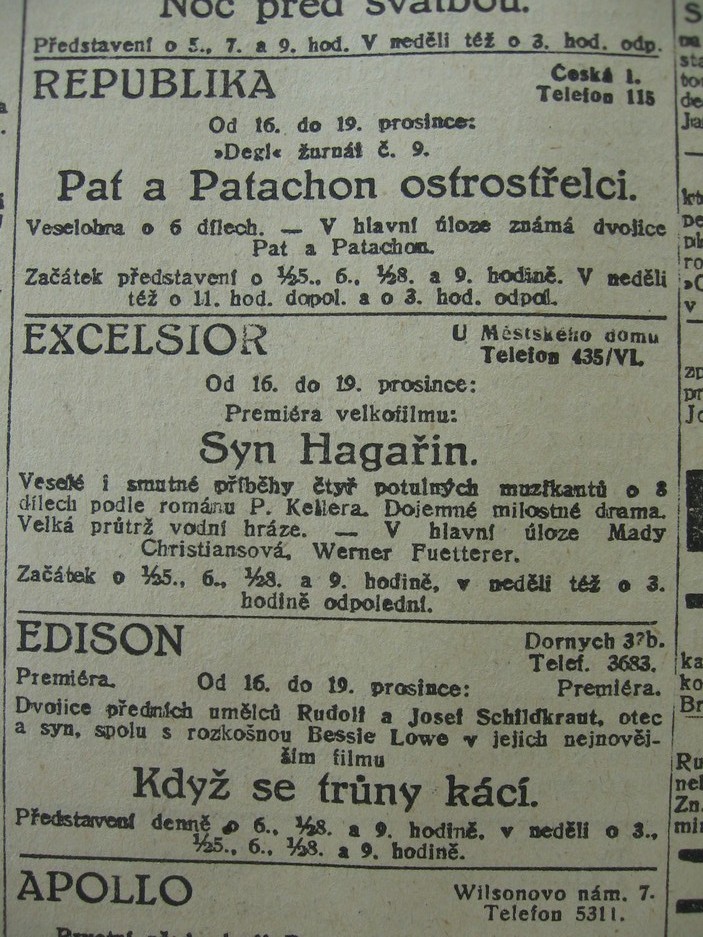 Noc před svatbou.
Představení o 5., 7. a 9. hod. V neděli též o 3. hod. odp.
REPUBLIKA
Česká 1.
Telefon 115
Od 16. do 19. prosince:
»Degl« žurnál č. 9.
Pat a Patachon ostrostřelci.
Veselohra o 6 dílech. — V hlavní úloze známá dvojice
Pat a Patachon.
Začátek představení o ½5., 6., ½8. a 9. hodině. V neděli
též o 11. hod. dopol. a o 3. hod. odpol.
EXCELSIOR
U Městského domu
Telefon 435/VI.
Od 16. do 19. prosince:
Premiéra velkofilmu:
Syn Hagařin.
Veselé i smutné příběhy čtyř potulných muzikantů o 8
dílech podle románu P. Kellera. Dojemné milostné drama.
Velká průtrž vodní hráze. — V hlavní úloze Mady
Christiansová, Werner Fuetterer.
Začátek o ½5., 6., ½8. a 9. hodině, v neděli též o 3.
hodině odpolední.
EDISON
Dornych
Telef. 3683.
Premiéra. Od 16. do 19. prosince: Premiéra.
Dvojice předních umělců Rudolf a Josef Schildkraut, otec
a syn, spolu s rozkošnou Bessie Lowe v jejich nejnověj-
ším filmu
Když se trůny kácí.
Představení denně o 6., ½8. a 9. hodině, v neděli o 3.,
½5., 6., ½8. a 9. hodině.
APOLLO
Wilsonovo nám. 7.
Telefon 5311.